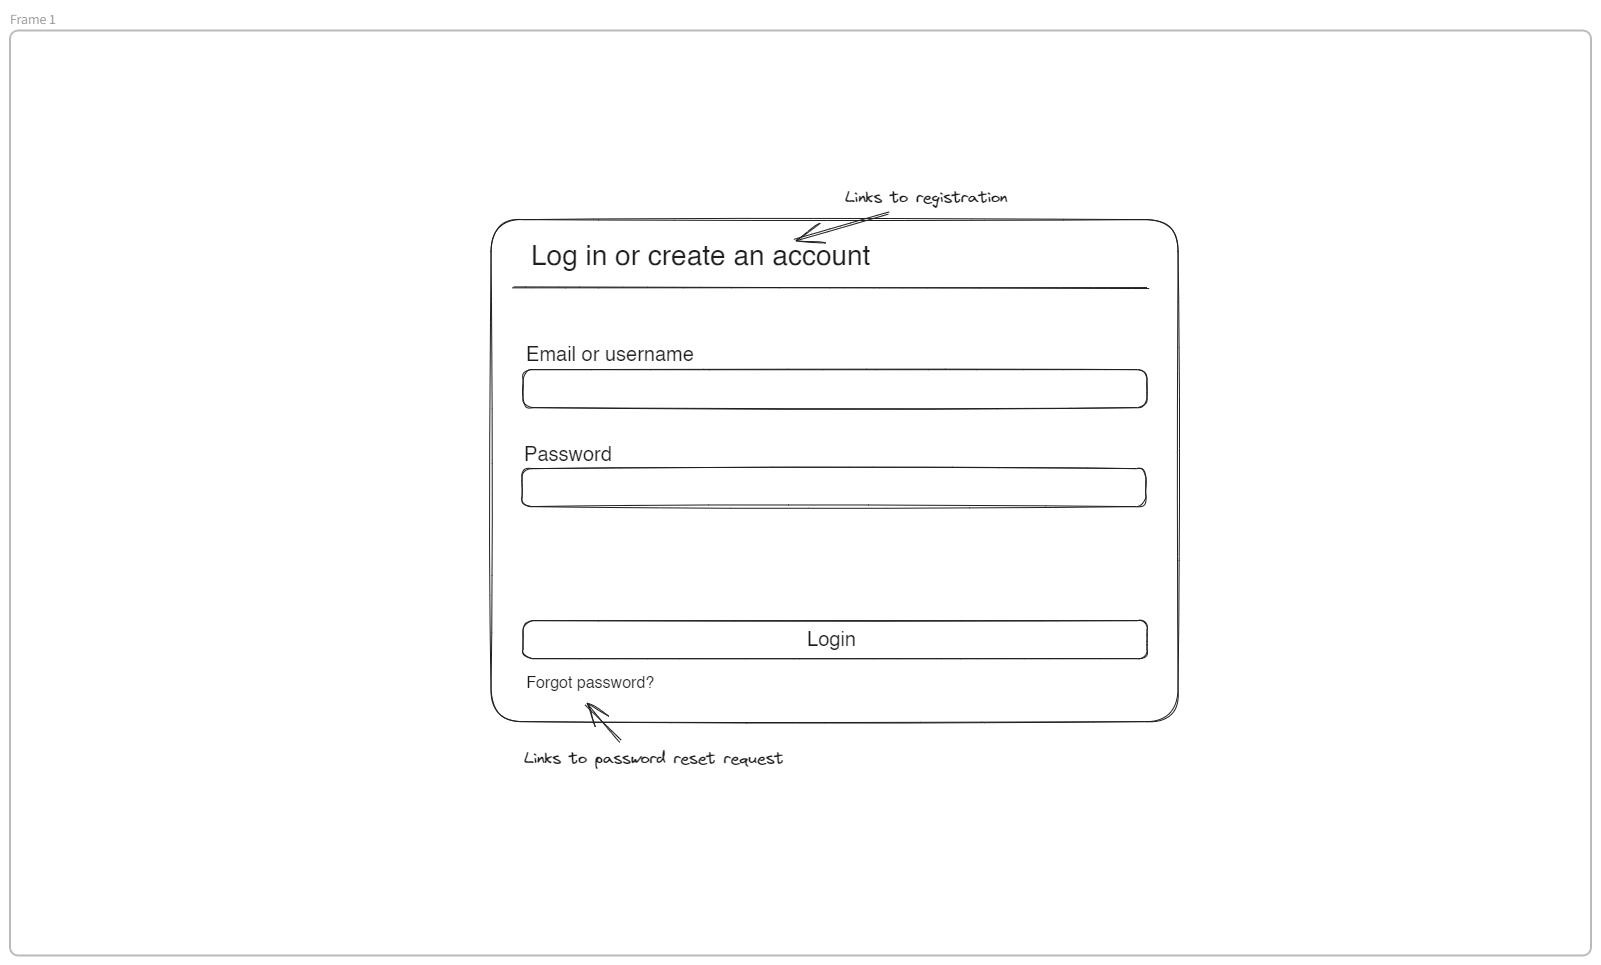 Frame 1
Links to registration
Log in or create an account
Email or username
Password
Login
Forgot password?
Links to password reset request